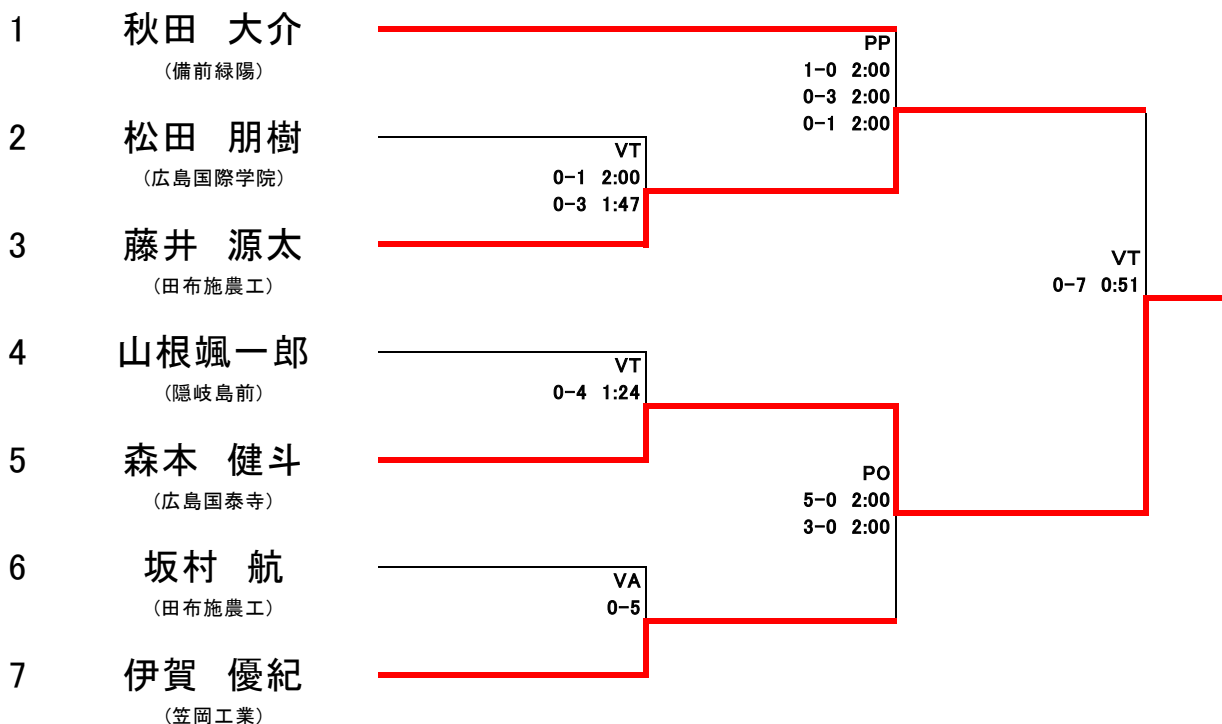 1 秋田 大介
(備前緑陽)
PP
1-0 2:00
0-3 2:00
0-1 2:00
2 松田 朋樹
(広島国際学院)
VT
0-1 2:00
0-3 1:47
3 藤井 源太
(田布施農工)
VT
0-7 0:51
4 山根颯一郎
(隠岐島前)
VT
0-4 1:24
5 森本 健斗
(広島国泰寺)
PO
5-0 2:00
3-0 2:00
6 坂村 航
(田布施農工)
VA
0-5
7 伊賀 優紀
(笠岡工業)